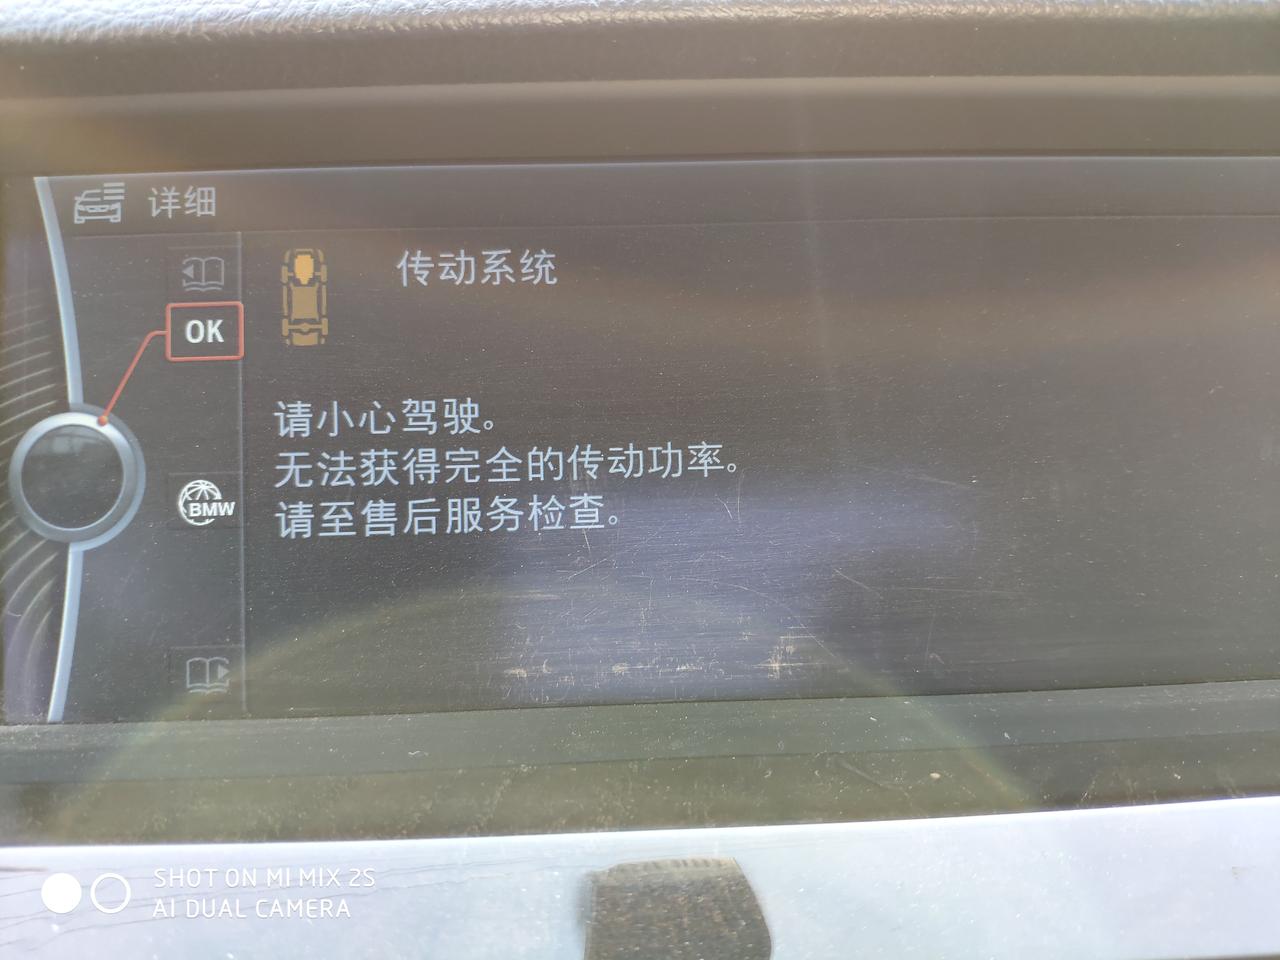 详细
传动系统
OK
请小心驾驶。
无法获得完全的传动功率。
请至售后服务检查。
BMW
SHOT ON MI MIX 2S
AI DUAL CAMERA